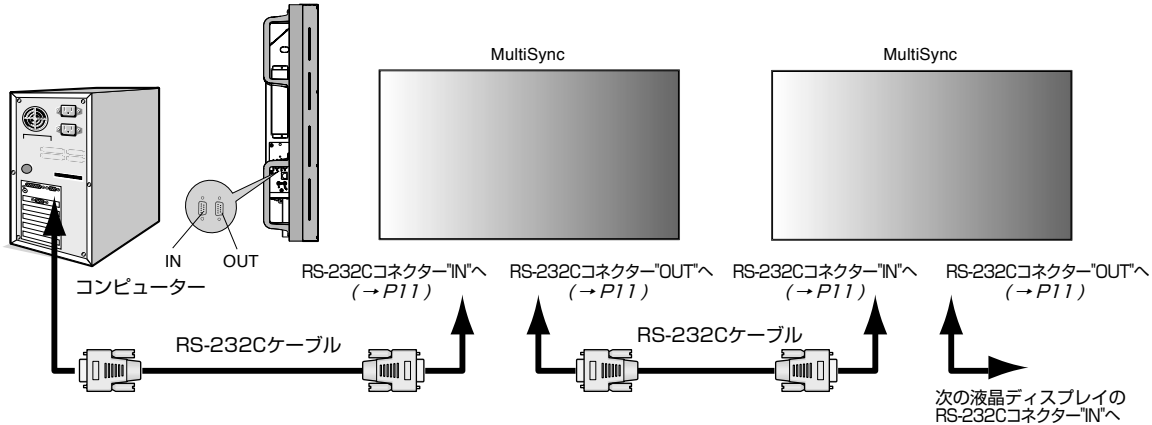 MultiSync
MultiSync
IN
OUT
コンピューター
RS-232Cコネクター"IN"へ
(→P11)
RS-232Cコネクター"OUT"へ
(→P11)
RS-232Cコネクター"IN"へ
(→P11)
RS-232Cコネクター"OUT"へ
(→P11)
RS-232Cケーブル
RS-232Cケーブル
次の液晶ディスプレイの
RS-232Cコネクター"IN"へ